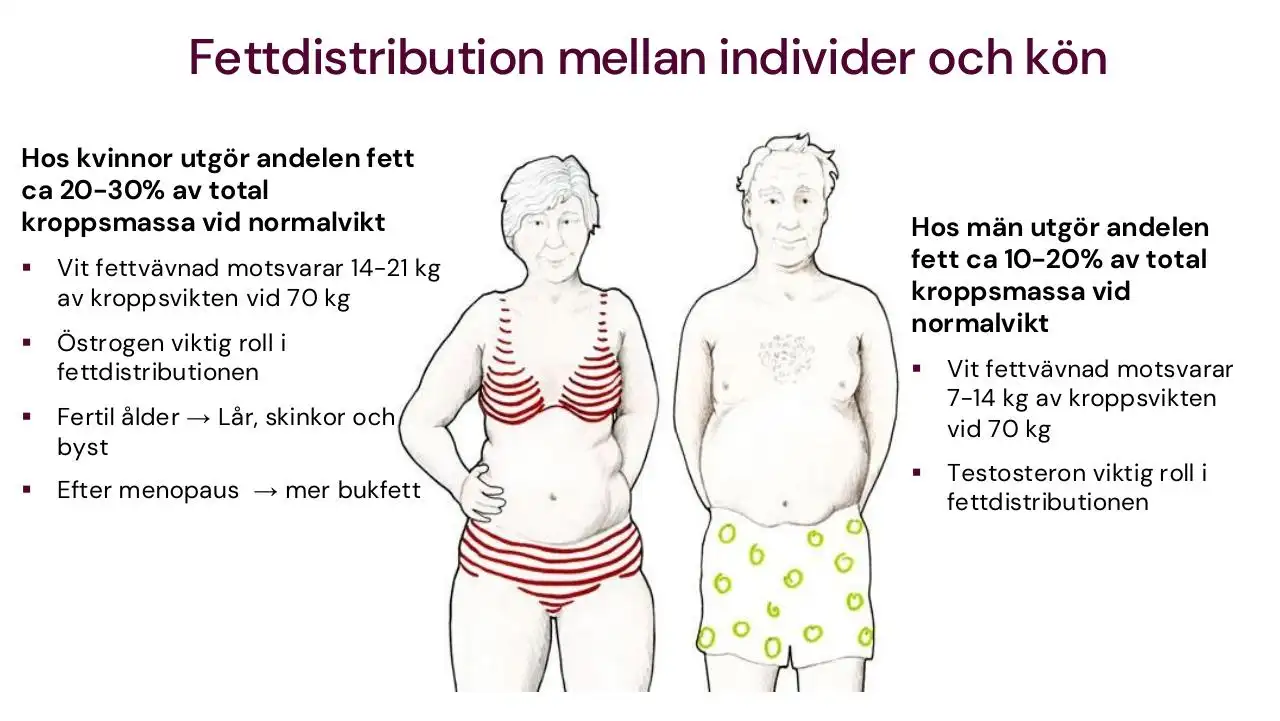 Fettdistribution mellan individer och kön
Hos kvinnor utgör andelen fett
ca 20-30% av total
kroppsmassa vid normalvikt
▪ Vit fettvävnad motsvarar 14-21 kg
av kroppsvikten vid 70 kg
▪ Östrogen viktig roll i
fettdistributionen
▪ Fertil ålder → Lår, skinkor och
byst
▪ Efter menopaus → mer bukfett
Hos män utgör andelen
fett ca 10-20% av total
kroppsmassa vid
normalvikt
▪ Vit fettvävnad motsvarar
7-14 kg av kroppsvikten
vid 70 kg
▪ Testosteron viktig roll i
fettdistributionen